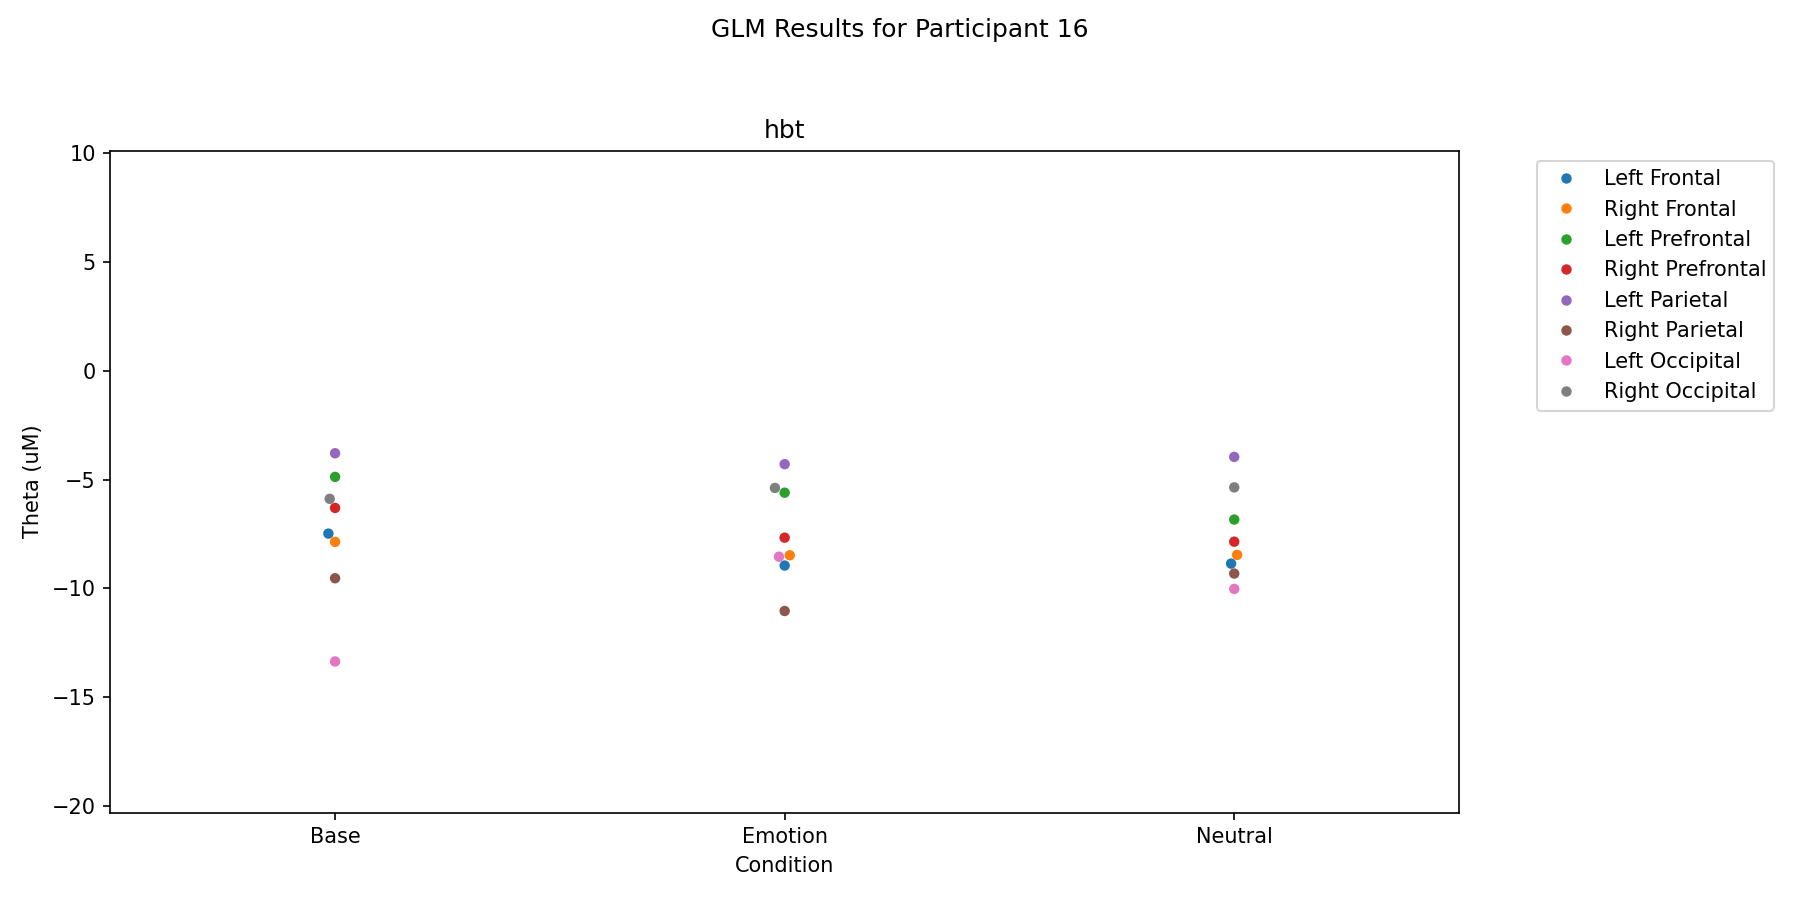 GLM Results for Participant 16
hbt
10
5
0
−5
−10
−15
−20
Theta (uM)
Base
Emotion
Neutral
Condition
Left Frontal
Right Frontal
Left Prefrontal
Right Prefrontal
Left Parietal
Right Parietal
Left Occipital
Right Occipital